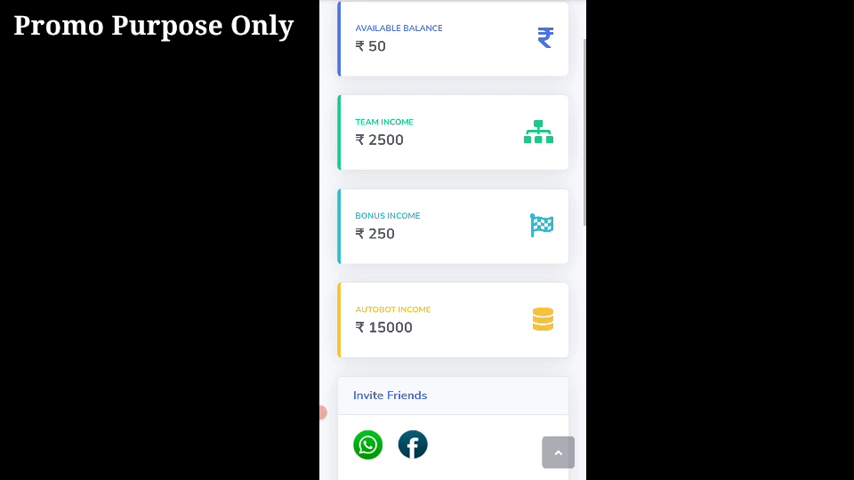 Promo Purpose Only
AVAILABLE BALANCE
₹ 50
TEAM INCOME
₹ 2500
BONUS INCOME
₹ 250
AUTOBOT INCOME
₹ 15000
Invite Friends